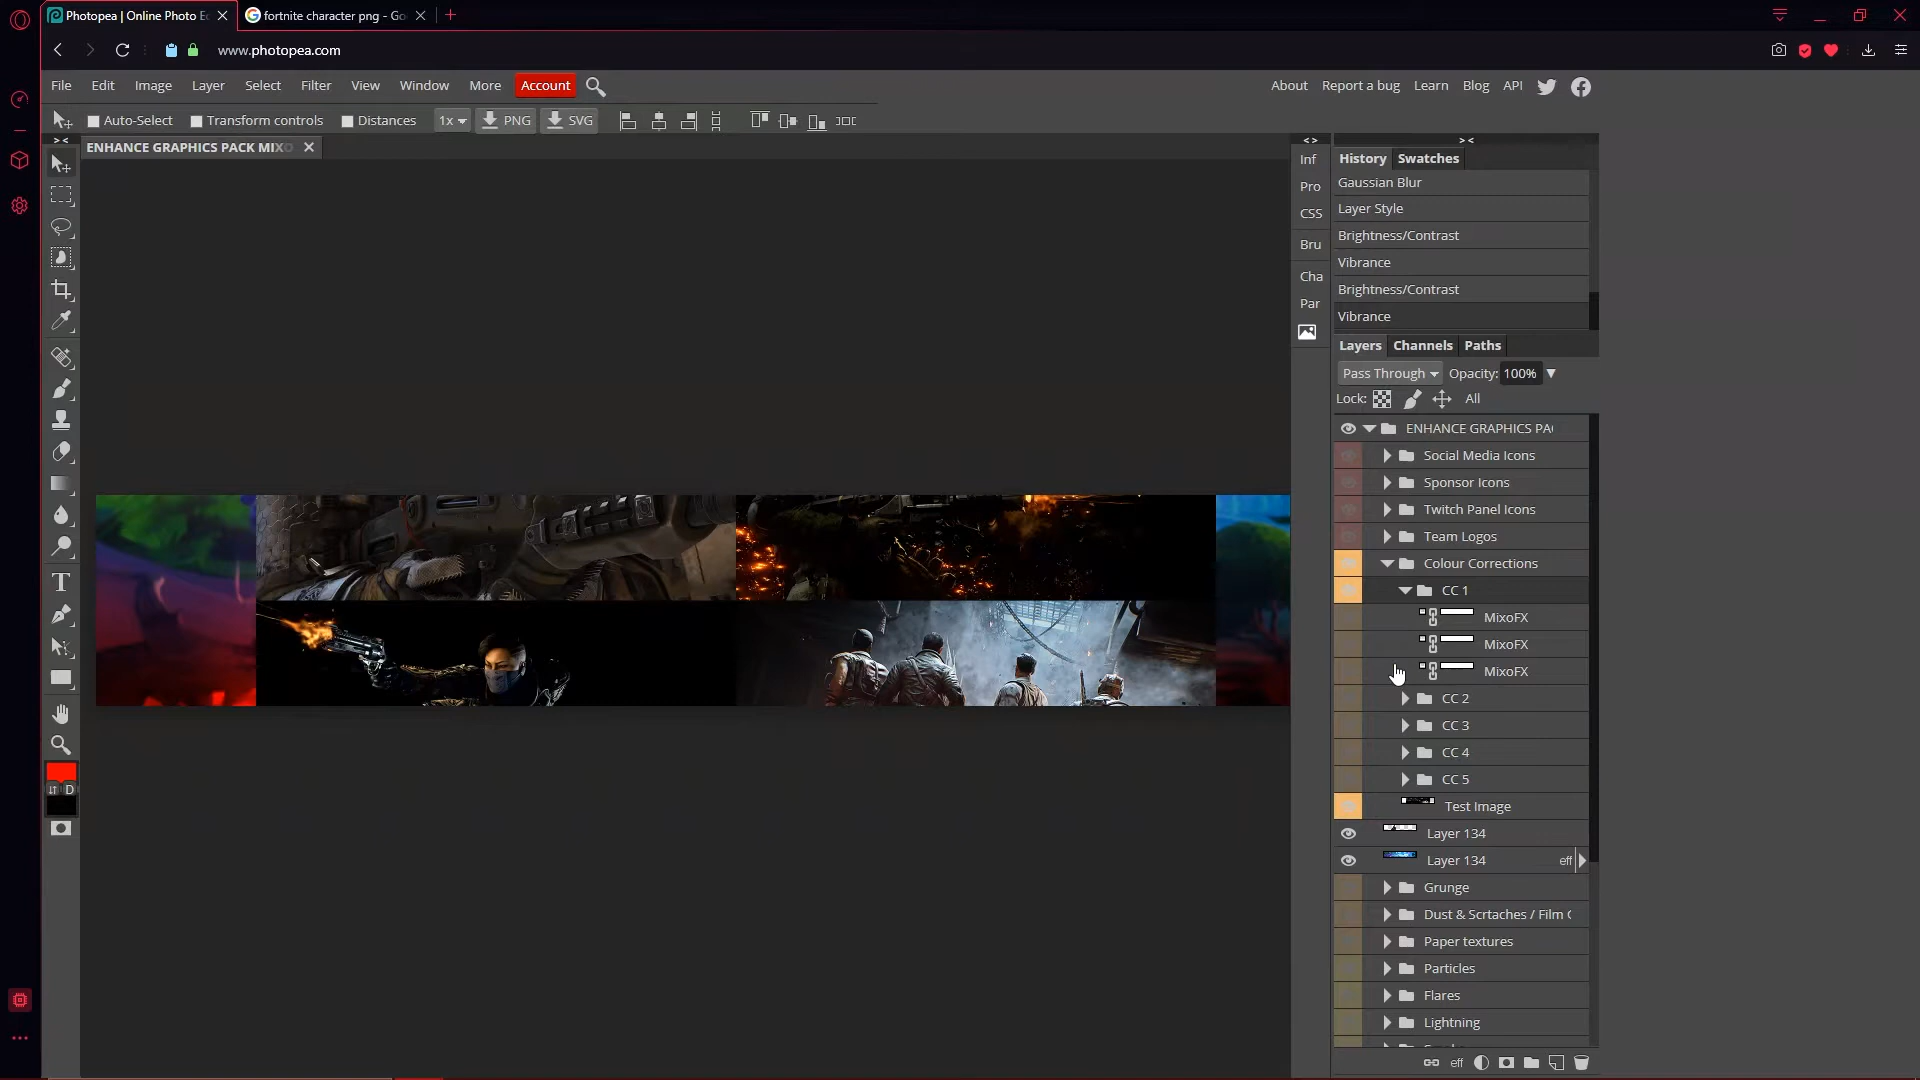 Photopea | Online Photo Ec
fortnite character png - Go
www.photopea.com
File Edit Image Layer Select Filter View Window More Account
About Report a bug Learn Blog API
Auto-Select Transform controls Distances 1x PNG SVG
ENHANCE GRAPHICS PACK MIXO
> <
< >
> <
Inf
Pro
CSS
Bru
Cha
Par
History Swatches
Gaussian Blur
Layer Style
Brightness/Contrast
Vibrance
Brightness/Contrast
Vibrance
Layers Channels Paths
Pass Through Opacity: 100%
Lock: All
ENHANCE GRAPHICS PA
Social Media Icons
Sponsor Icons
Twitch Panel Icons
Team Logos
Colour Corrections
CC 1
MixoFX
MixoFX
MixoFX
CC 2
CC 3
CC 4
CC 5
Test Image
Layer 134
Layer 134 eff
Grunge
Dust & Scrtaches / Film
Paper textures
Particles
Flares
Lightning
T
D
eff